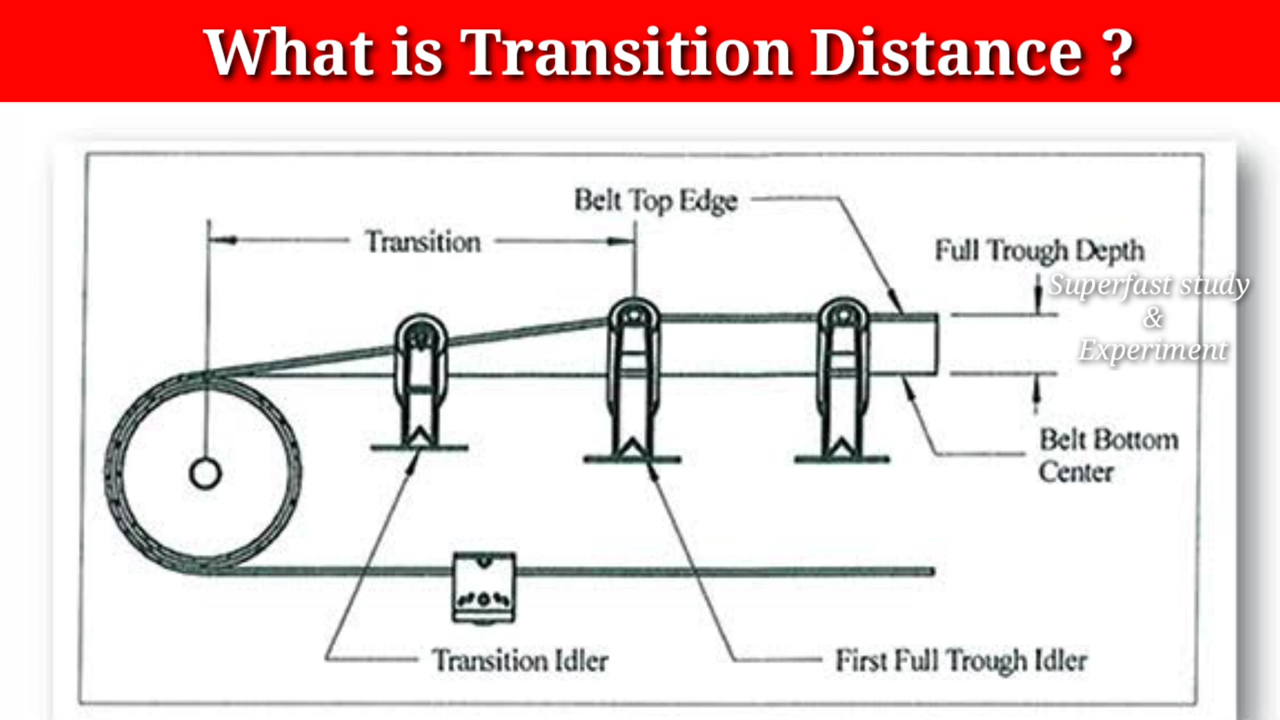 What is Transition Distance ?
Belt Top Edge
Transition
Full Trough Depth
Superfast study
&
Experiment
Belt Bottom
Center
Transition Idler
First Full Trough Idler